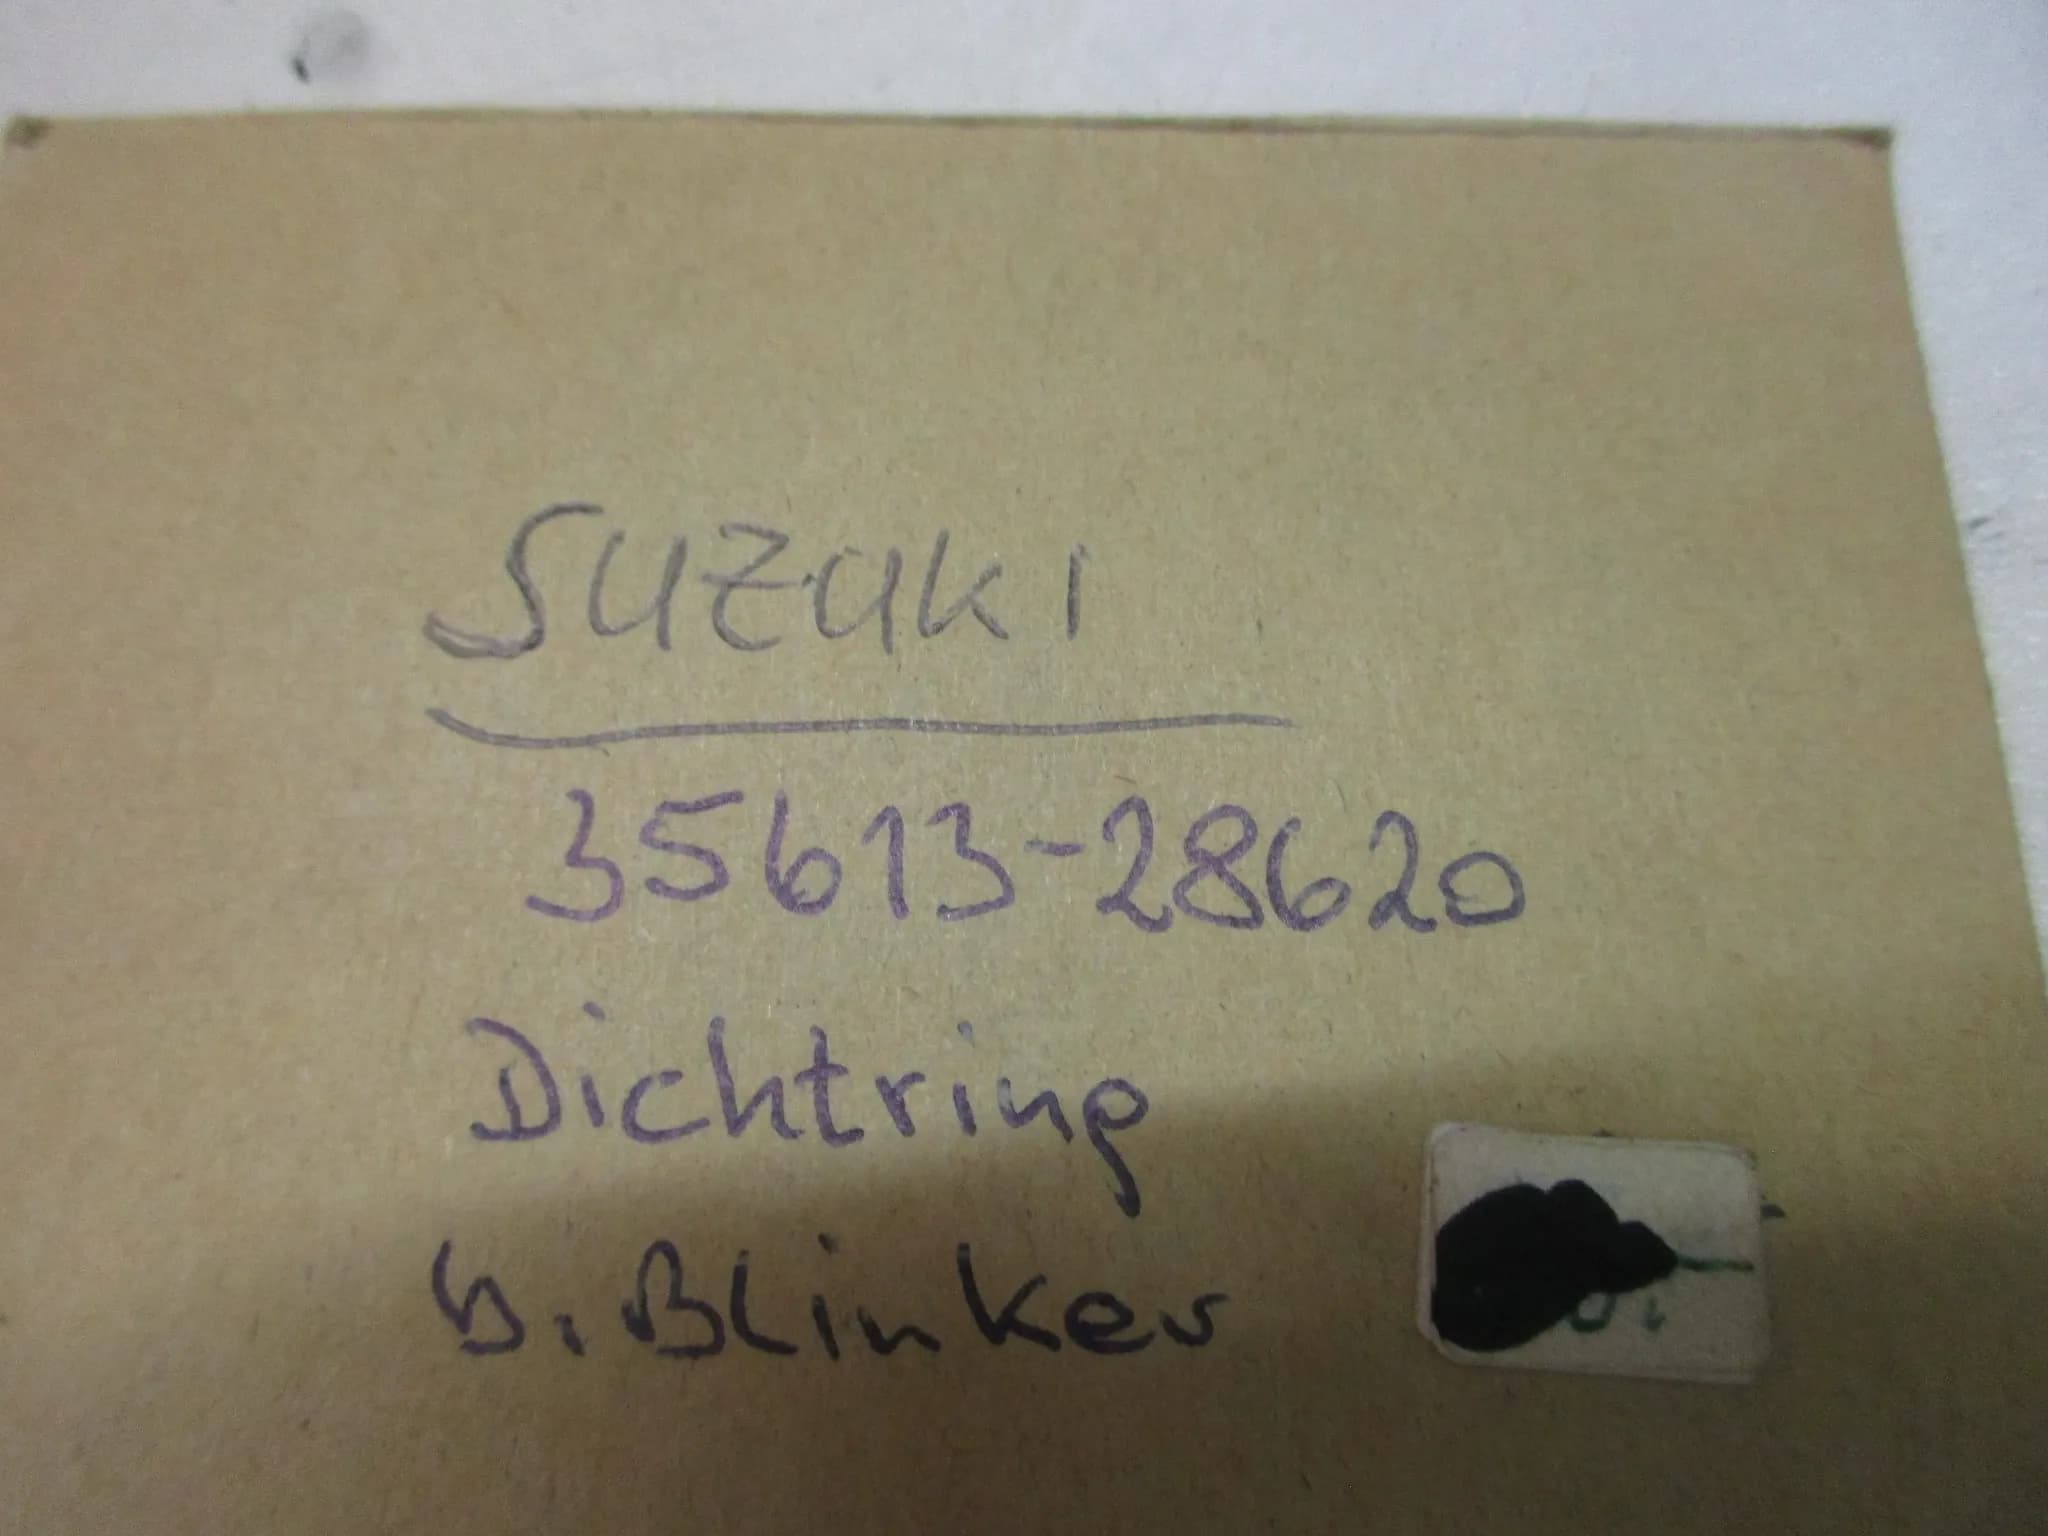 Suzuki
35613-28620
Dichtring
b. Blinker